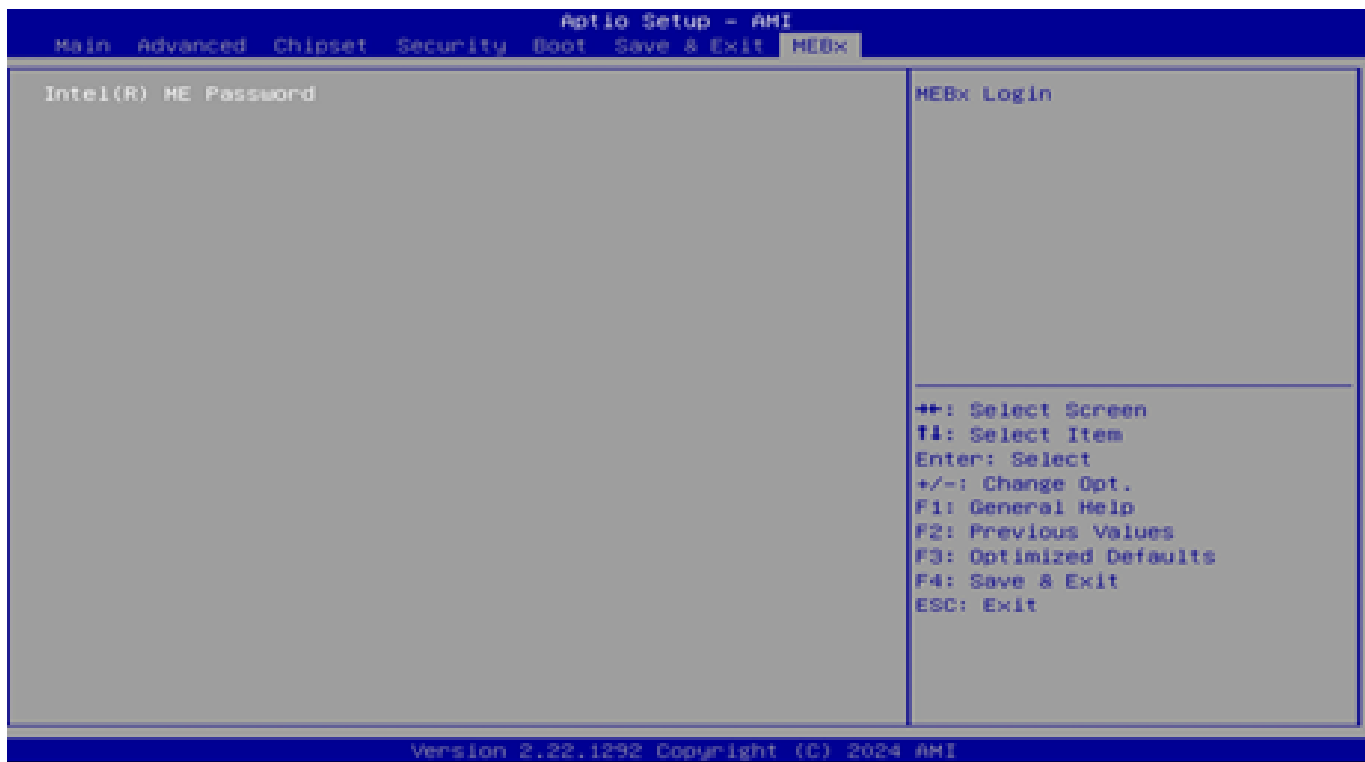 Aptio Setup - AMI
Main Advanced Chipset Security Boot Save & Exit MEBx
Intel(R) ME Password
MEBx Login
→←: Select Screen
↑↓: Select Item
Enter: Select
+/-: Change Opt.
F1: General Help
F2: Previous Values
F3: Optimized Defaults
F4: Save & Exit
ESC: Exit
Version 2.22.1292 Copyright (C) 2024 AMI